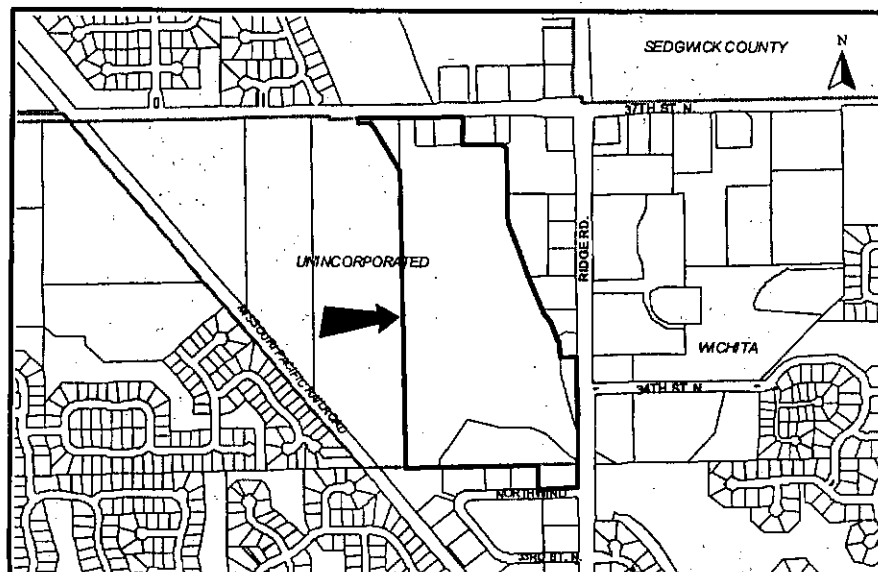 SEDGWICK COUNTY
N
37TH ST. N.
RIDGE RD.
UNINCORPORATED
MISSOURI PACIFIC RAILROAD
WICHITA
34TH ST. N.
NORTHWIND
33RD ST. N.